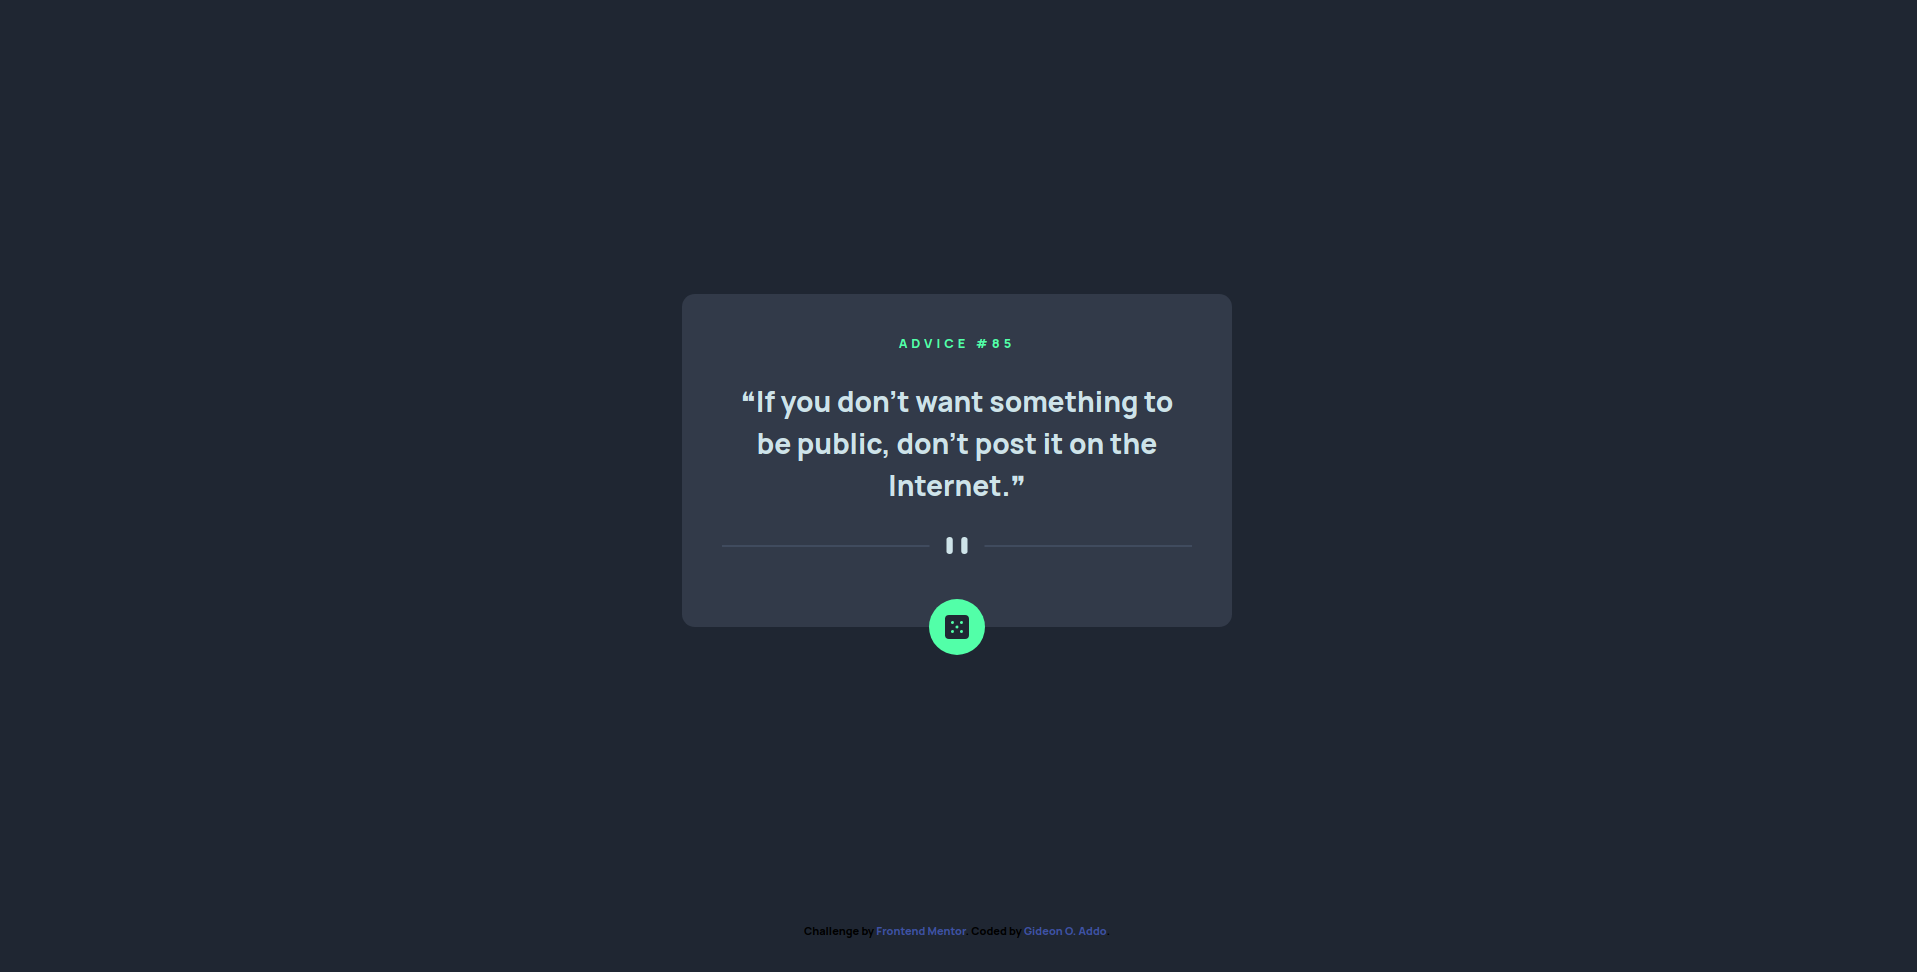 ADVICE #85
“If you don’t want something to
be public, don’t post it on the
Internet.”
Challenge by Frontend Mentor. Coded by Gideon O. Addo.